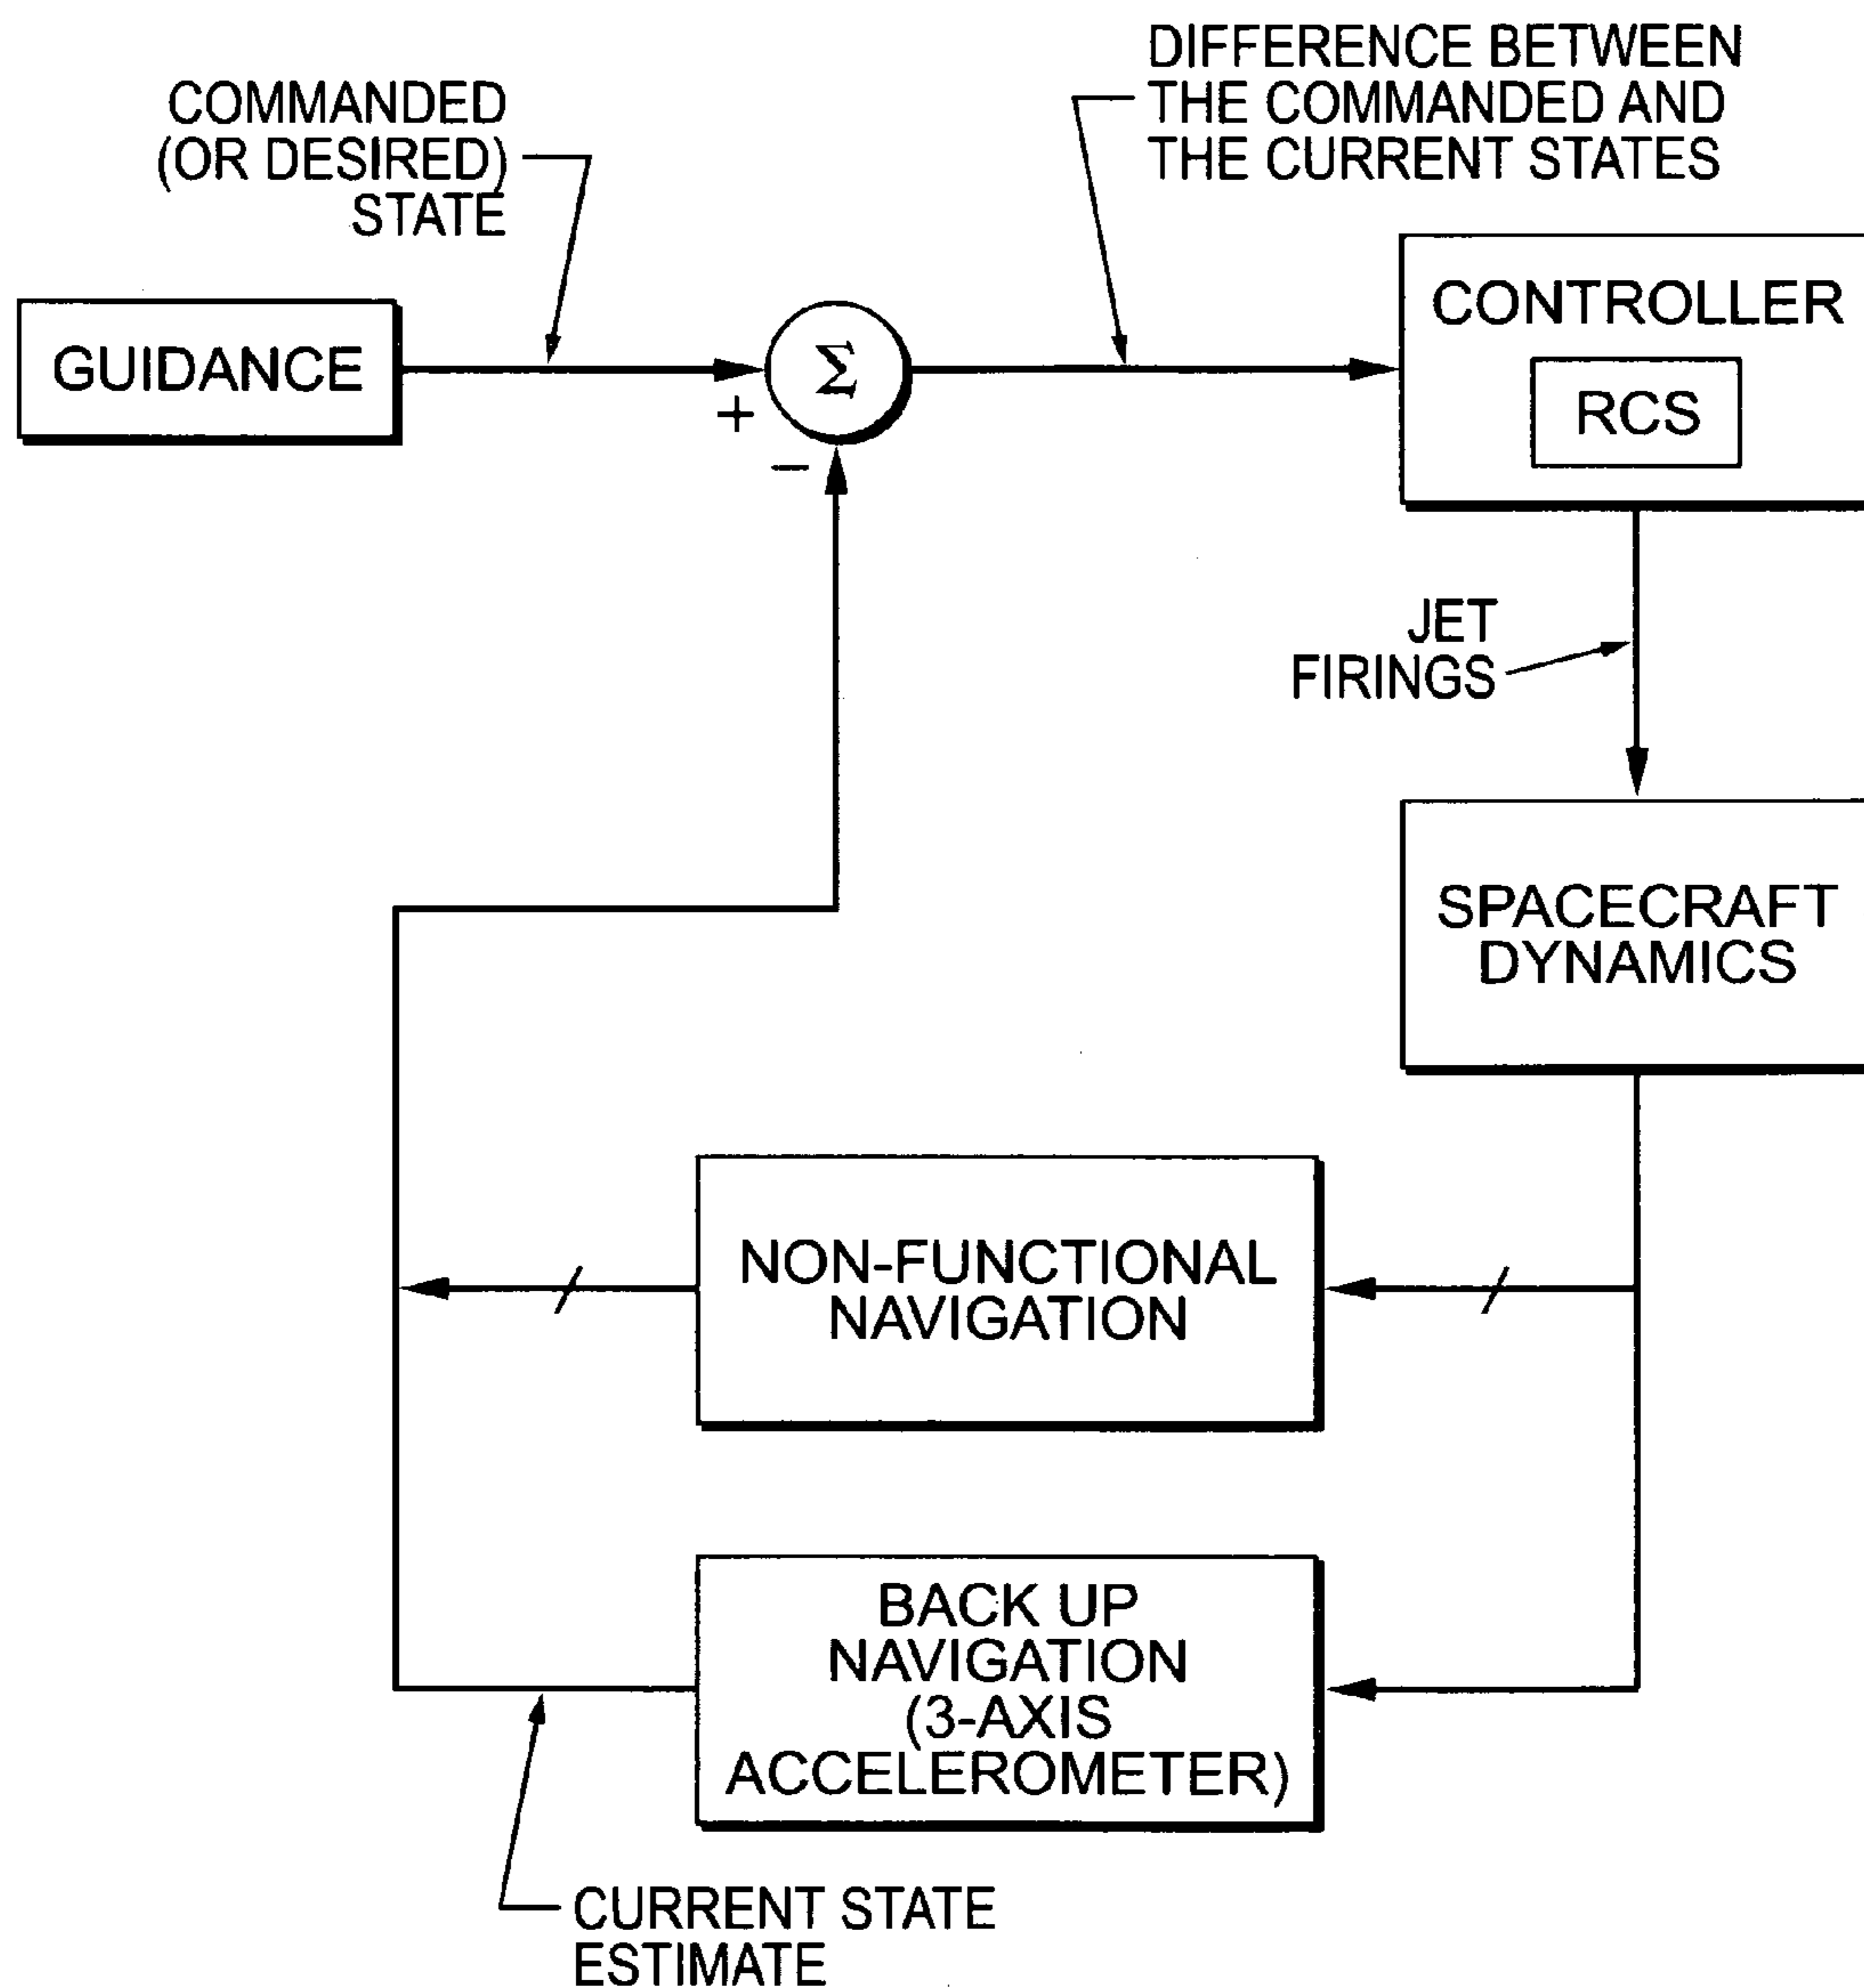 COMMANDED
(OR DESIRED)
STATE
DIFFERENCE BETWEEN
THE COMMANDED AND
THE CURRENT STATES
GUIDANCE
Σ
+
−
CONTROLLER
RCS
JET
FIRINGS
SPACECRAFT
DYNAMICS
NON-FUNCTIONAL
NAVIGATION
BACK UP
NAVIGATION
(3-AXIS
ACCELEROMETER)
CURRENT STATE
ESTIMATE